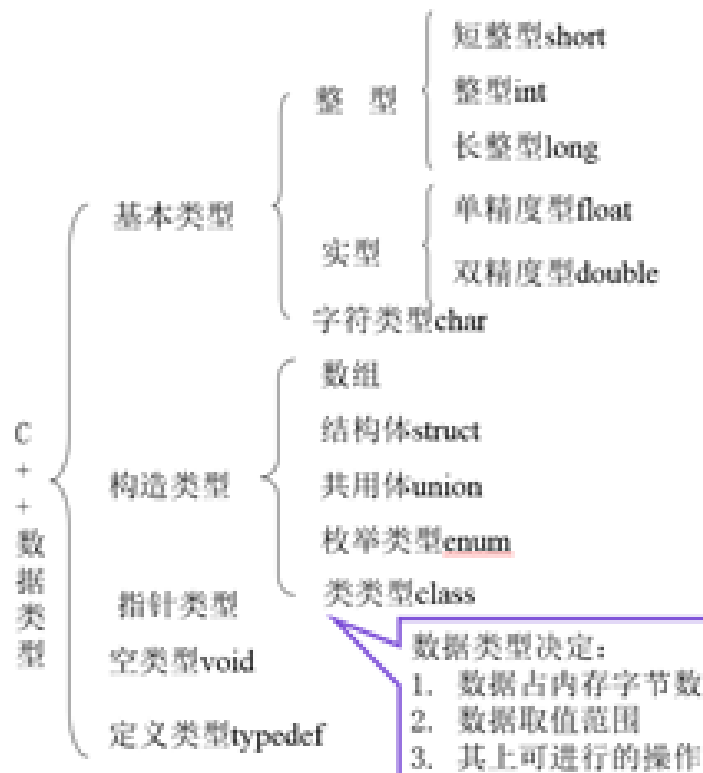 短整型short
整型int
整 型
长整型long
单精度型float
基本类型
实型
双精度型double
字符类型char
数组
结构体struct
C++数据类型
构造类型
共用体union
枚举类型enum
类类型class
指针类型
空类型void
定义类型typedef
数据类型决定：
1. 数据占内存字节数
2. 数据取值范围
3. 其上可进行的操作